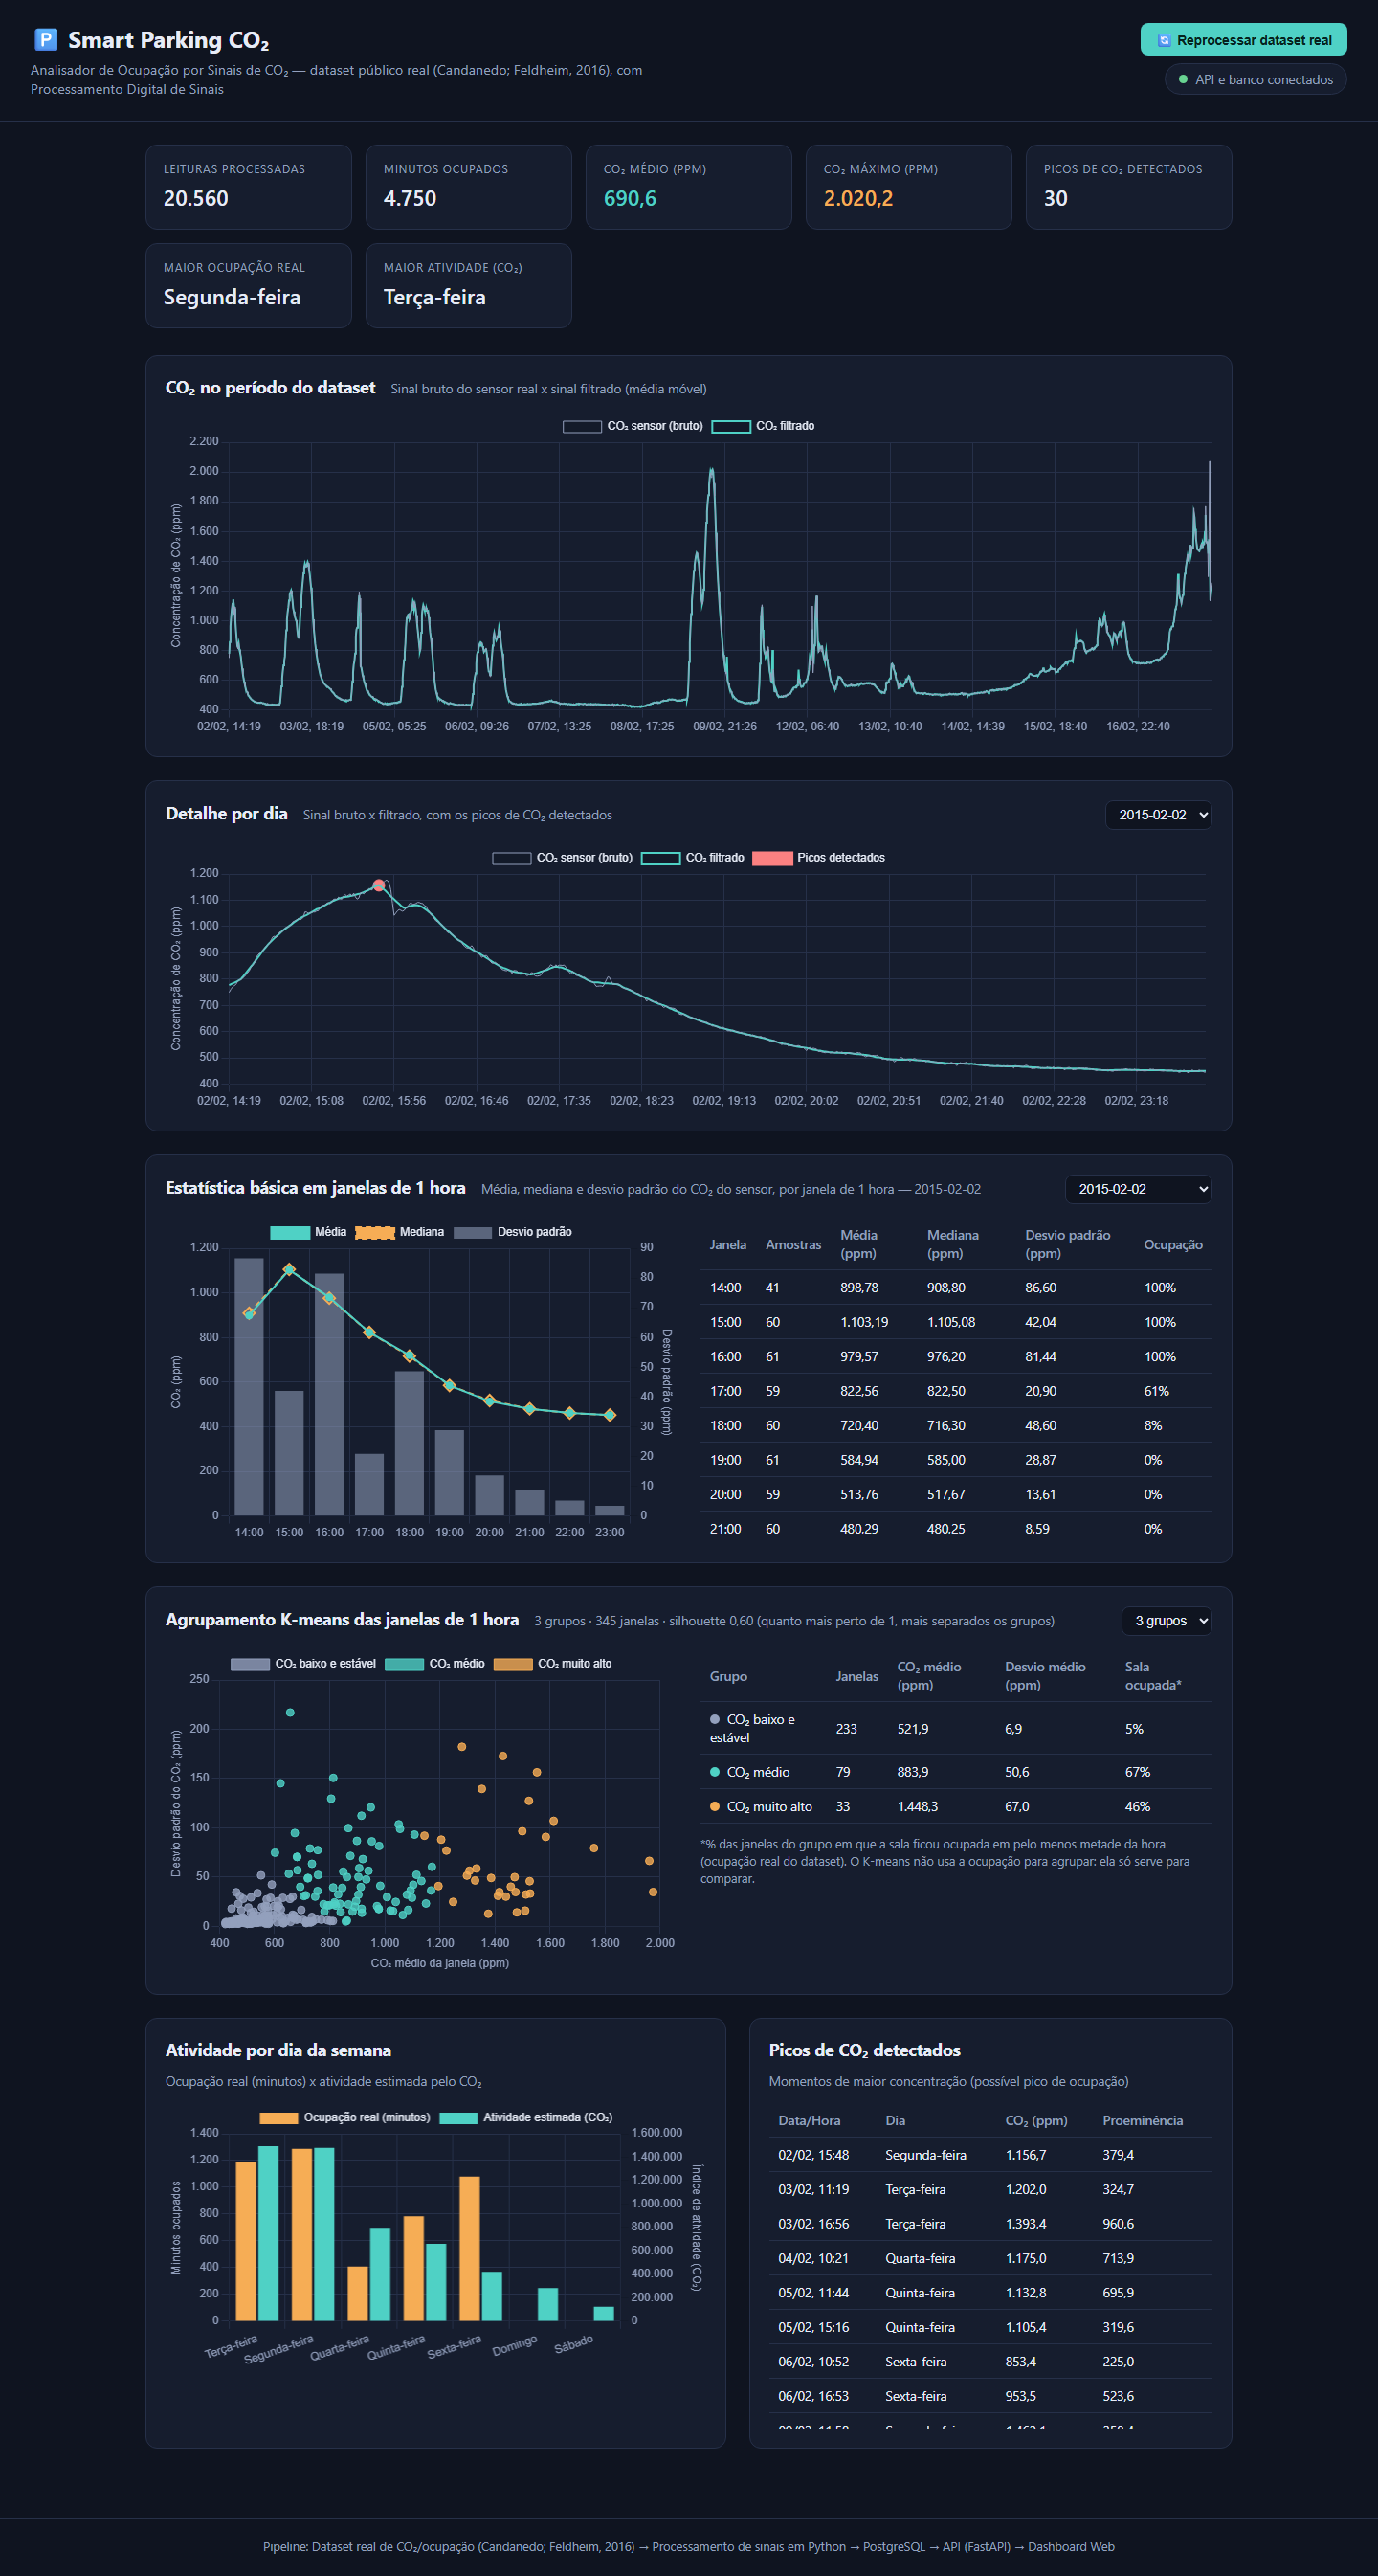 🅿️ Smart Parking CO₂
Analisador de Ocupação por Sinais de CO₂ — dataset público real (Candanedo; Feldheim, 2016), com
Processamento Digital de Sinais
🔄 Reprocessar dataset real
API e banco conectados
LEITURAS PROCESSADAS
20.560
MINUTOS OCUPADOS
4.750
CO₂ MÉDIO (PPM)
690,6
CO₂ MÁXIMO (PPM)
2.020,2
PICOS DE CO₂ DETECTADOS
30
MAIOR OCUPAÇÃO REAL
Segunda-feira
MAIOR ATIVIDADE (CO₂)
Terça-feira
CO₂ no período do dataset Sinal bruto do sensor real x sinal filtrado (média móvel)
CO₂ sensor (bruto) CO₂ filtrado
Concentração de CO₂ (ppm)
2.200
2.000
1.800
1.600
1.400
1.200
1.000
800
600
400
02/02, 14:19 03/02, 18:19 05/02, 05:25 06/02, 09:26 07/02, 13:25 08/02, 17:25 09/02, 21:26 12/02, 06:40 13/02, 10:40 14/02, 14:39 15/02, 18:40 16/02, 22:40
Detalhe por dia Sinal bruto x filtrado, com os picos de CO₂ detectados
2015-02-02
CO₂ sensor (bruto) CO₂ filtrado Picos detectados
Concentração de CO₂ (ppm)
1.200
1.100
1.000
900
800
700
600
500
400
02/02, 14:19 02/02, 15:08 02/02, 15:56 02/02, 16:46 02/02, 17:35 02/02, 18:23 02/02, 19:13 02/02, 20:02 02/02, 20:51 02/02, 21:40 02/02, 22:28 02/02, 23:18
Estatística básica em janelas de 1 hora Média, mediana e desvio padrão do CO₂ do sensor, por janela de 1 hora — 2015-02-02
2015-02-02
Média Mediana Desvio padrão
CO₂ (ppm)
1.200
1.000
800
600
400
200
0
90
80
70
60
50
40
30
20
10
0
Desvio padrão (ppm)
14:00 15:00 16:00 17:00 18:00 19:00 20:00 21:00 22:00 23:00
Janela Amostras Média (ppm) Mediana (ppm) Desvio padrão (ppm) Ocupação
14:00 41 898,78 908,80 86,60 100%
15:00 60 1.103,19 1.105,08 42,04 100%
16:00 61 979,57 976,20 81,44 100%
17:00 59 822,56 822,50 20,90 61%
18:00 60 720,40 716,30 48,60 8%
19:00 61 584,94 585,00 28,87 0%
20:00 59 513,76 517,67 13,61 0%
21:00 60 480,29 480,25 8,59 0%
Agrupamento K-means das janelas de 1 hora 3 grupos · 345 janelas · silhouette 0,60 (quanto mais perto de 1, mais separados os grupos)
3 grupos
CO₂ baixo e estável CO₂ médio CO₂ muito alto
Desvio padrão do CO₂ (ppm)
250
200
150
100
50
0
400 600 800 1.000 1.200 1.400 1.600 1.800 2.000
CO₂ médio da janela (ppm)
Grupo Janelas CO₂ médio (ppm) Desvio médio (ppm) Sala ocupada*
CO₂ baixo e estável 233 521,9 6,9 5%
CO₂ médio 79 883,9 50,6 67%
CO₂ muito alto 33 1.448,3 67,0 46%
*% das janelas do grupo em que a sala ficou ocupada em pelo menos metade da hora
(ocupação real do dataset). O K-means não usa a ocupação para agrupar: ela só serve para
comparar.
Atividade por dia da semana
Ocupação real (minutos) x atividade estimada pelo CO₂
Ocupação real (minutos) Atividade estimada (CO₂)
Minutos ocupados
1.400
1.200
1.000
800
600
400
200
0
1.600.000
1.400.000
1.200.000
1.000.000
800.000
600.000
400.000
200.000
0
Índice de atividade (CO₂)
Terça-feira Segunda-feira Quarta-feira Quinta-feira Sexta-feira Domingo Sábado
Picos de CO₂ detectados
Momentos de maior concentração (possível pico de ocupação)
Data/Hora Dia CO₂ (ppm) Proeminência
02/02, 15:48 Segunda-feira 1.156,7 379,4
03/02, 11:19 Terça-feira 1.202,0 324,7
03/02, 16:56 Terça-feira 1.393,4 960,6
04/02, 10:21 Quarta-feira 1.175,0 713,9
05/02, 11:44 Quinta-feira 1.132,8 695,9
05/02, 15:16 Quinta-feira 1.105,4 319,6
06/02, 10:52 Sexta-feira 853,4 225,0
06/02, 16:53 Sexta-feira 953,5 523,6
Pipeline: Dataset real de CO₂/ocupação (Candanedo; Feldheim, 2016) → Processamento de sinais em Python → PostgreSQL → API (FastAPI) → Dashboard Web